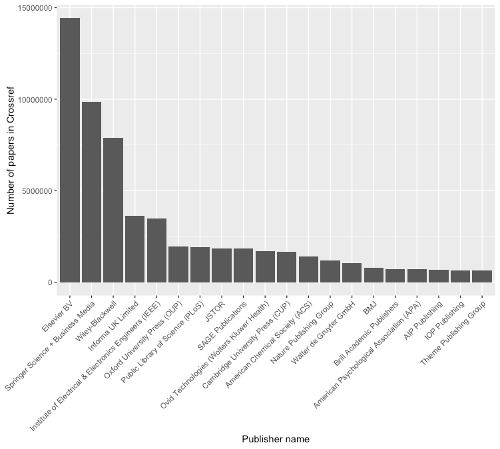 15000000
10000000
5000000
0
Number of papers in Crossref
Elsevier BV
Springer Science + Business Media
Wiley-Blackwell
Informa UK Limited
Institute of Electrical & Electronics Engineers (IEEE)
Oxford University Press (OUP)
Public Library of Science (PLoS)
JSTOR
SAGE Publications
Ovid Technologies (Wolters Kluwer Health)
Cambridge University Press (CUP)
American Chemical Society (ACS)
Nature Publishing Group
Walter de Gruyter GmbH
BMJ
Brill Academic Publishers
American Psychological Association (APA)
AIP Publishing
IOP Publishing
Thieme Publishing Group
Publisher name